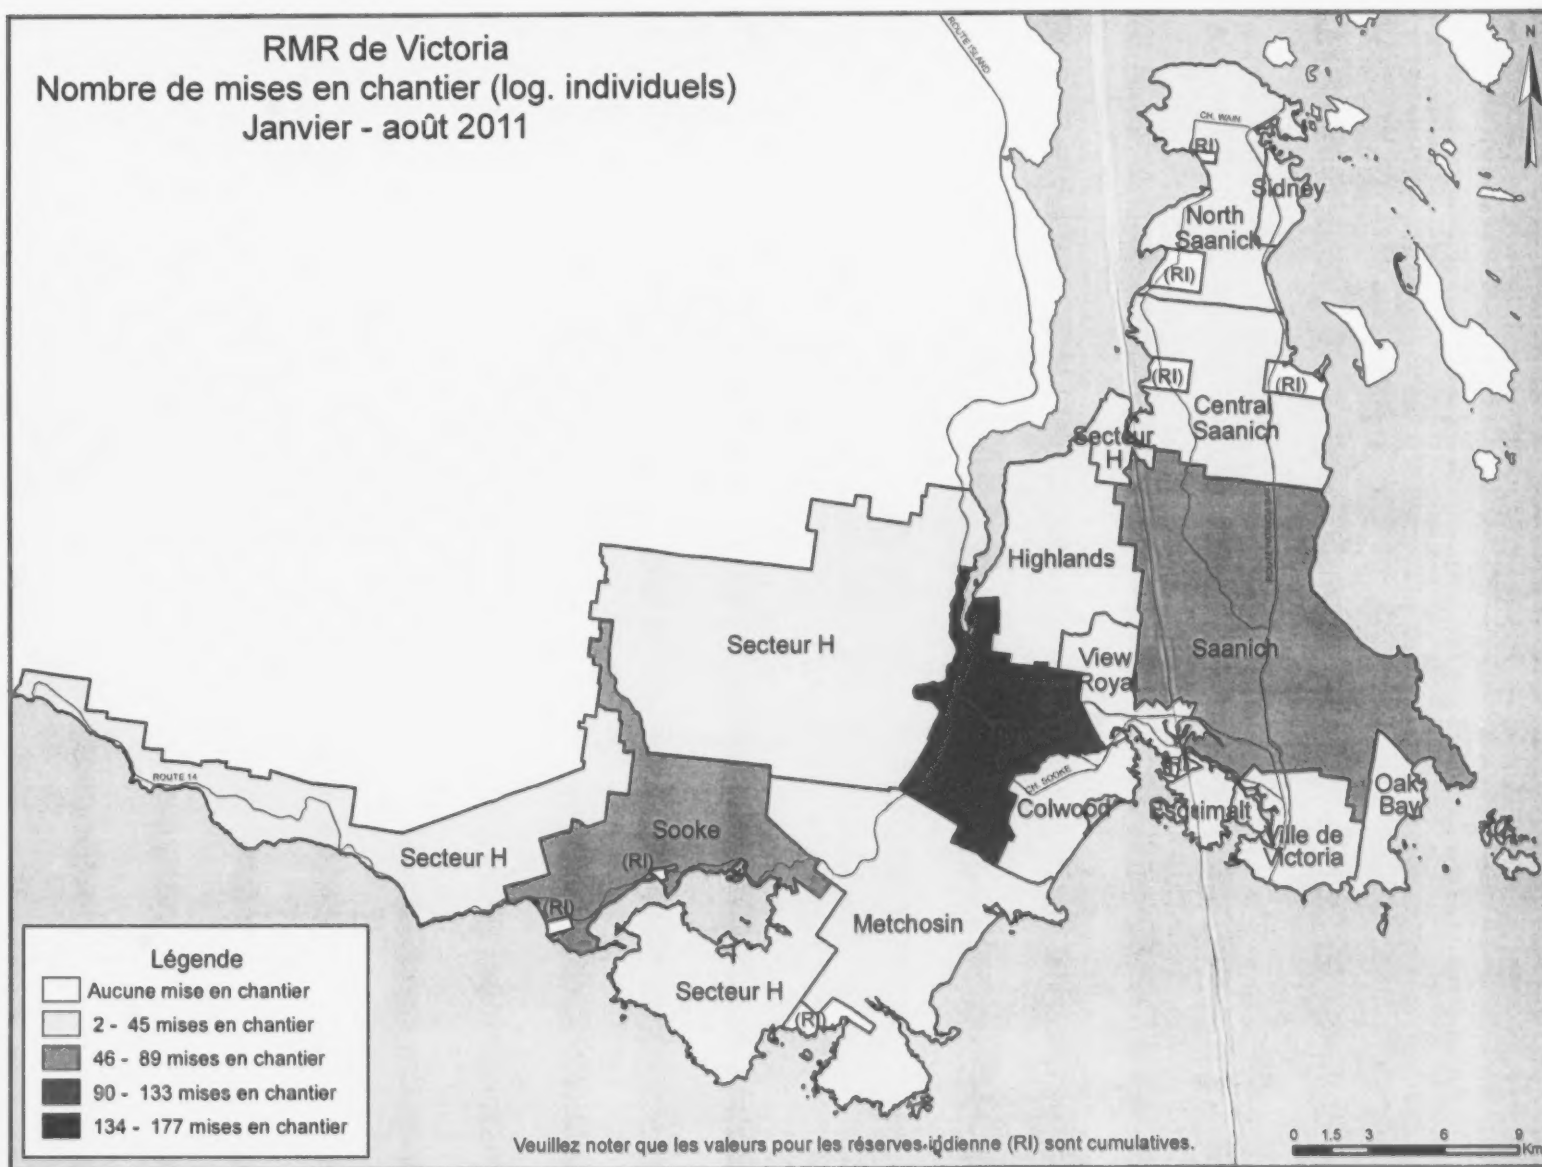 RMR de Victoria
Nombre de mises en chantier (log. individuels)
Janvier - août 2011
ROUTE ISLAND
N
CH. WAIN
(RI)
Sidney
North
Saanich
(RI)
(RI)
(RI)
Central
Saanich
Secteur
H
Highlands
Secteur H
View
Royal
Saanich
ROUTE 14
CH. SOOKE
Colwood
Esquimalt
Oak
Bay
Ville de
Victoria
Sooke
(RI)
Secteur H
(RI)
Metchosin
Secteur H
(RI)
Légende
Aucune mise en chantier
2 - 45 mises en chantier
46 - 89 mises en chantier
90 - 133 mises en chantier
134 - 177 mises en chantier
Veuillez noter que les valeurs pour les réserves indienne (RI) sont cumulatives.
0 1.5 3 6 9
Km